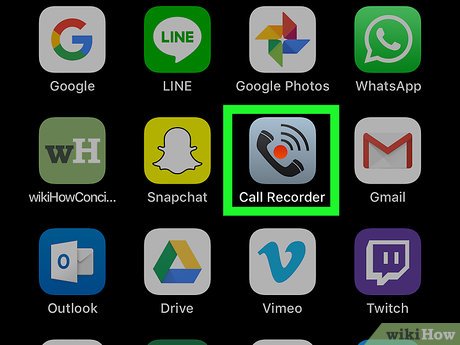 Google
LINE
LINE
Google Photos
WhatsApp
wH
wikiHowConci...
Snapchat
Call Recorder
Gmail
Outlook
Drive
Vimeo
Twitch
wikiHow